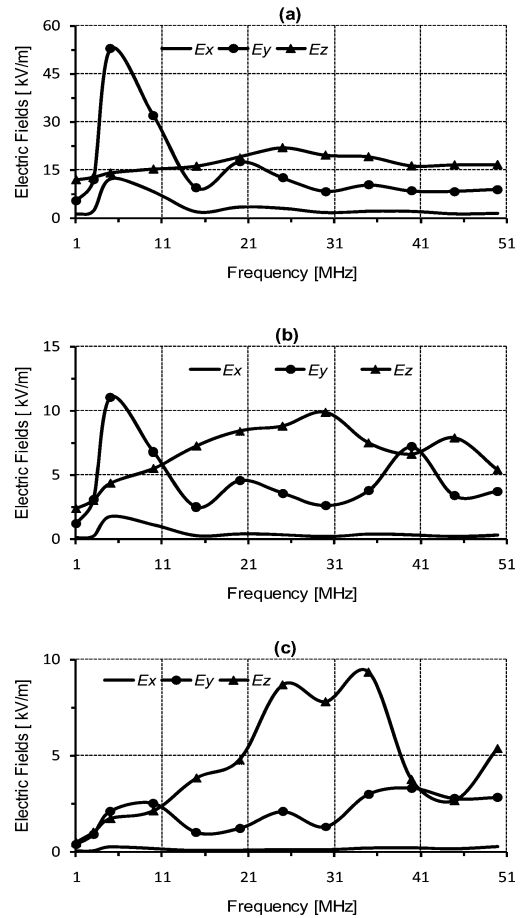 (a)
60
45
30
15
0
Electric Fields [ kV/m]
Ex Ey Ez
1 11 21 31 41 51
Frequency [MHz]
(b)
15
10
5
0
Electric Fields [ kV/m]
Ex Ey Ez
1 11 21 31 41 51
Frequency [MHz]
(c)
10
5
0
Electric Fields [ kV/m]
Ex Ey Ez
1 11 21 31 41 51
Frequency [MHz]